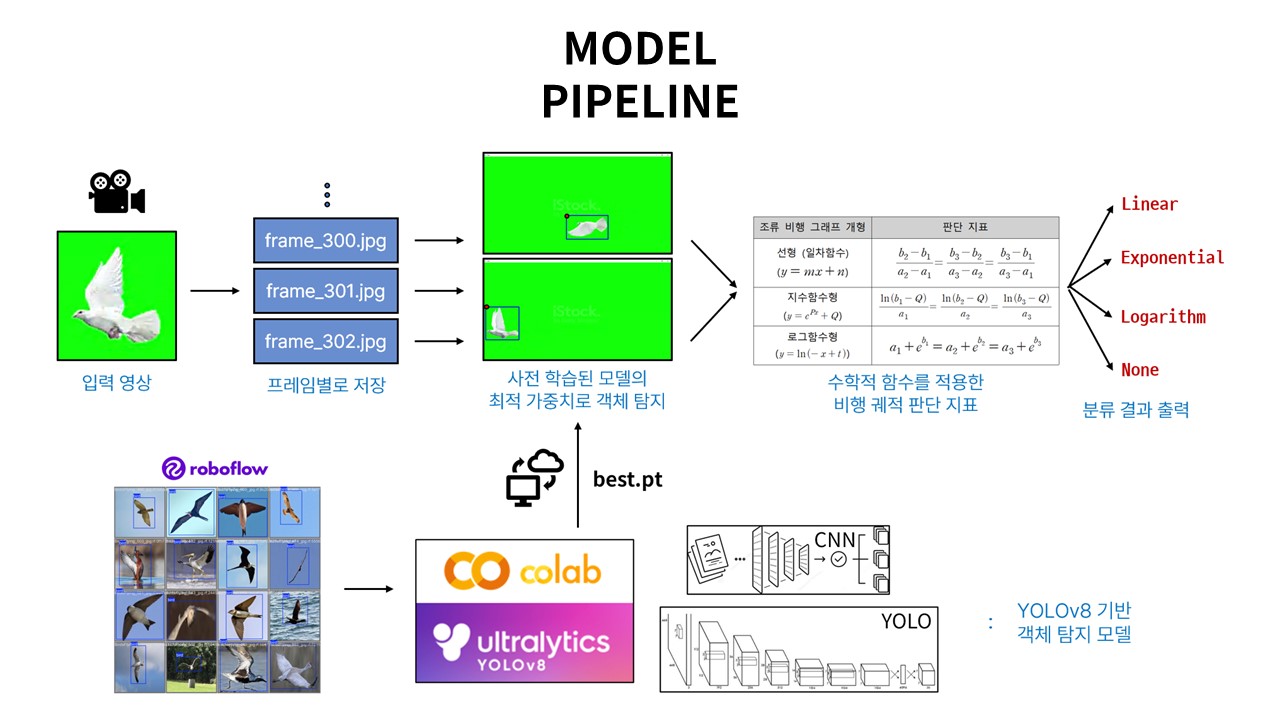 MODEL
PIPELINE
frame_300.jpg
frame_301.jpg
frame_302.jpg
iStock
iStock
조류 비행 그래프 개형 판단 지표
선형 (일차함수)
(y = mx + n)
\frac{b_2-b_1}{a_2-a_1} = \frac{b_3-b_2}{a_3-a_2} = \frac{b_3-b_1}{a_3-a_1}
지수함수형
(y = e^{Px} + Q)
\frac{\ln(b_1-Q)}{a_1} = \frac{\ln(b_2-Q)}{a_2} = \frac{\ln(b_3-Q)}{a_3}
로그함수형
(y = \ln(-x+t))
a_1 + e^{b_1} = a_2 + e^{b_2} = a_3 + e^{b_3}
Linear
Exponential
Logarithm
None
입력 영상
프레임별로 저장
사전 학습된 모델의
최적 가중치로 객체 탐지
수학적 함수를 적용한
비행 궤적 판단 지표
분류 결과 출력
roboflow
best.pt
colab
ultralytics
YOLOv8
CNN
YOLO
: YOLOv8 기반
객체 탐지 모델